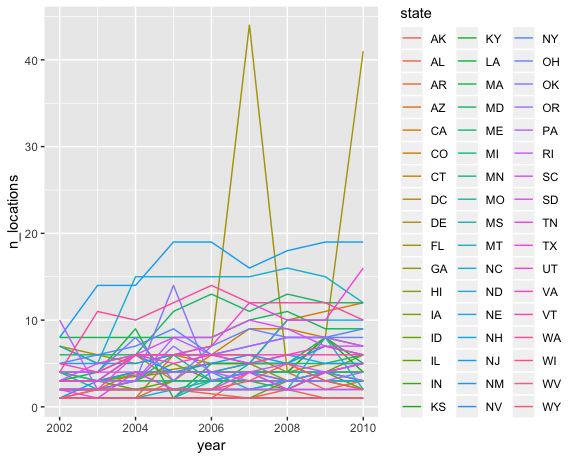 state
40
30
20
10
0
n_locations
2002 2004 2006 2008 2010
year
AK KY NY
AL LA OH
AR MA OK
AZ MD OR
CA ME PA
CO MI RI
CT MN SC
DC MO SD
DE MS TN
FL MT TX
GA NC UT
HI ND VA
IA NE VT
ID NH WA
IL NJ WI
IN NM WV
KS NV WY